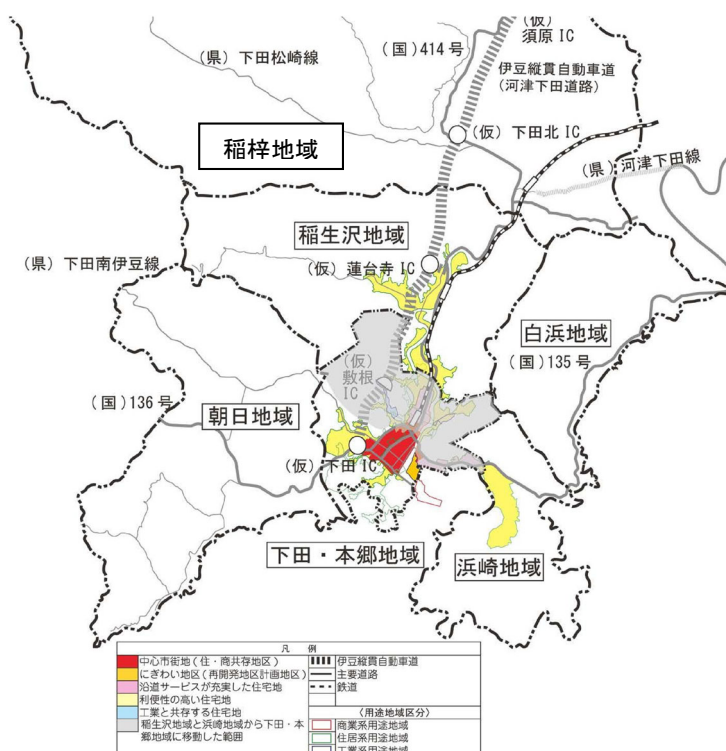 (仮)
須原 IC
(県) 下田松崎線
(国) 414 号
伊豆縦貫自動車道
(河津下田道路)
(仮) 下田北 IC
稲梓地域
(県) 河津下田線
稲生沢地域
(県) 下田南伊豆線
(仮) 蓮台寺 IC
白浜地域
(国) 135 号
(仮)
敷根
IC
(国) 136 号
朝日地域
(仮) 下田 IC
下田・本郷地域
浜崎地域
凡 例
中心市街地(住・商共存地区)
にぎわい地区(再開発地区計画地区)
沿道サービスが充実した住宅地
利便性の高い住宅地
工業と共存する住宅地
稲生沢地域と浜崎地域から下田・本
郷地域に移動した範囲
伊豆縦貫自動車道
主要道路
鉄道
〈用途地域区分〉
商業系用途地域
住居系用途地域
工業系用途地域